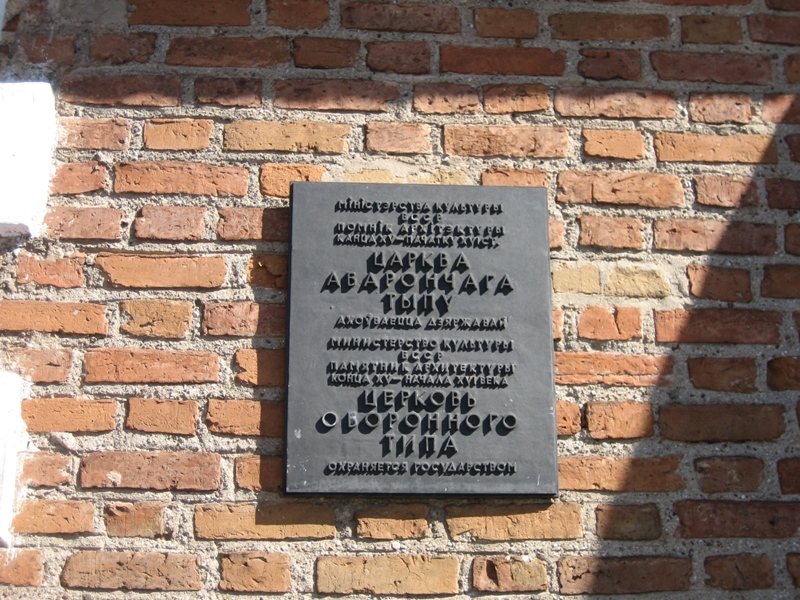 МІНІСТЭРСТВА КУЛЬТУРЫ
БССР
ПОМНІК АРХІТЭКТУРЫ
КАНЦА XV—ПАЧАТКУ XVI СТ.
ЦАРКВА
АБАРОНЧАГА
ТЫПУ
АХОЎВАЕЦЦА ДЗЯРЖАВАЙ
МИНИСТЕРСТВО КУЛЬТУРЫ
БССР
ПАМЯТНИК АРХИТЕКТУРЫ
КОНЦА XV—НАЧАЛА XVI ВЕКА
ЦЕРКОВЬ
ОБОРОННОГО
ТИПА
ОХРАНЯЕТСЯ ГОСУДАРСТВОМ